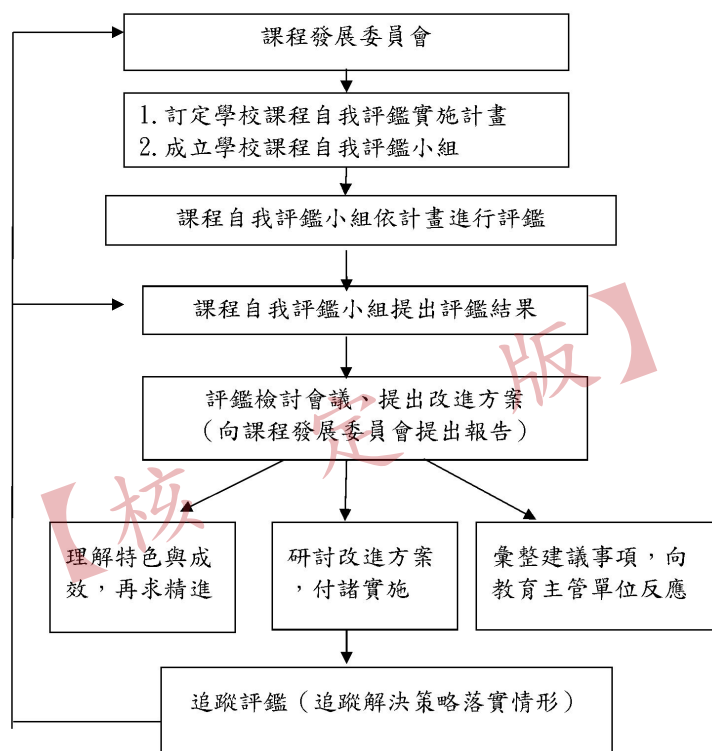 課程發展委員會
1.訂定學校課程自我評鑑實施計畫
2.成立學校課程自我評鑑小組
課程自我評鑑小組依計畫進行評鑑
課程自我評鑑小組提出評鑑結果
評鑑檢討會議、提出改進方案
（向課程發展委員會提出報告）
理解特色與成
效，再求精進
研討改進方案
，付諸實施
彙整建議事項，向
教育主管單位反應
追蹤評鑑（追蹤解決策略落實情形）
【核定版】